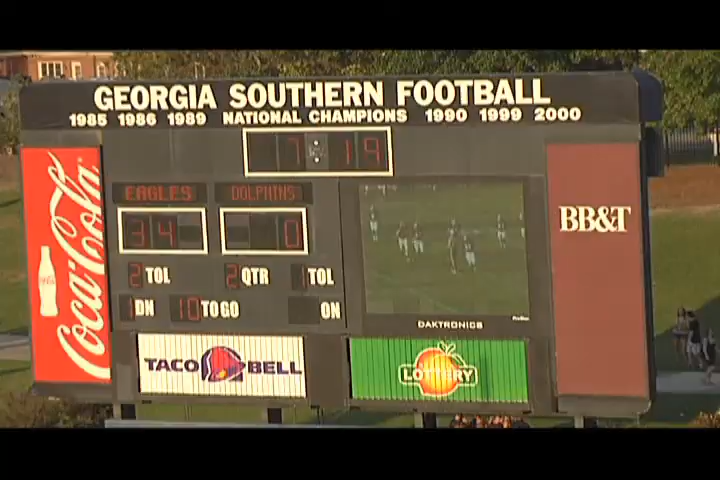 GEORGIA SOUTHERN FOOTBALL
1985 1986 1989 NATIONAL CHAMPIONS 1990 1999 2000
7:19
EAGLES DOLPHINS
34 0
2 TOL 2 QTR 1 TOL
1 DN 10 TO GO ON
Coca-Cola
BB&T
DAKTRONICS
TACO BELL
LOTTERY